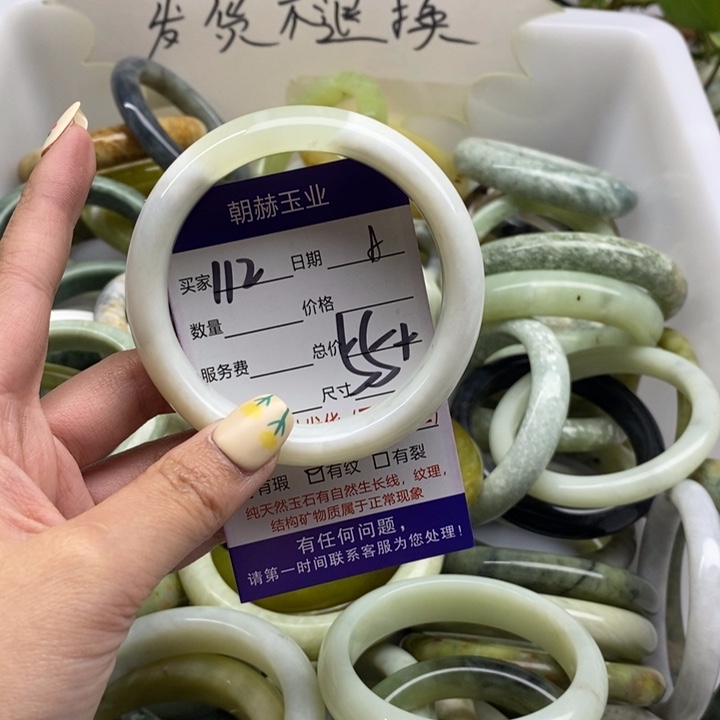 发货不退换
朝赫玉业
买家 112 日期
数量 价格
服务费 总价
尺寸 55+
有瑕 ☑有纹 ☐有裂
纯天然玉石有自然生长线,纹理,
结构矿物质属于正常现象
有任何问题,
请第一时间联系客服为您处理!